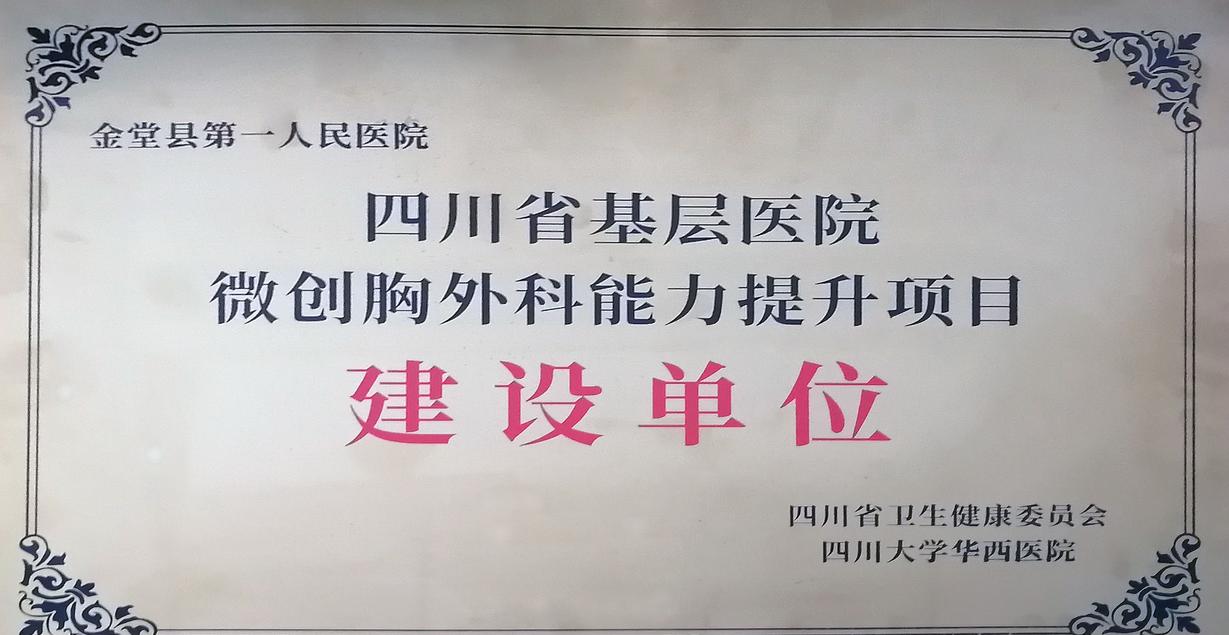 金堂县第一人民医院
四川省基层医院
微创胸外科能力提升项目
建设单位
四川省卫生健康委员会
四川大学华西医院